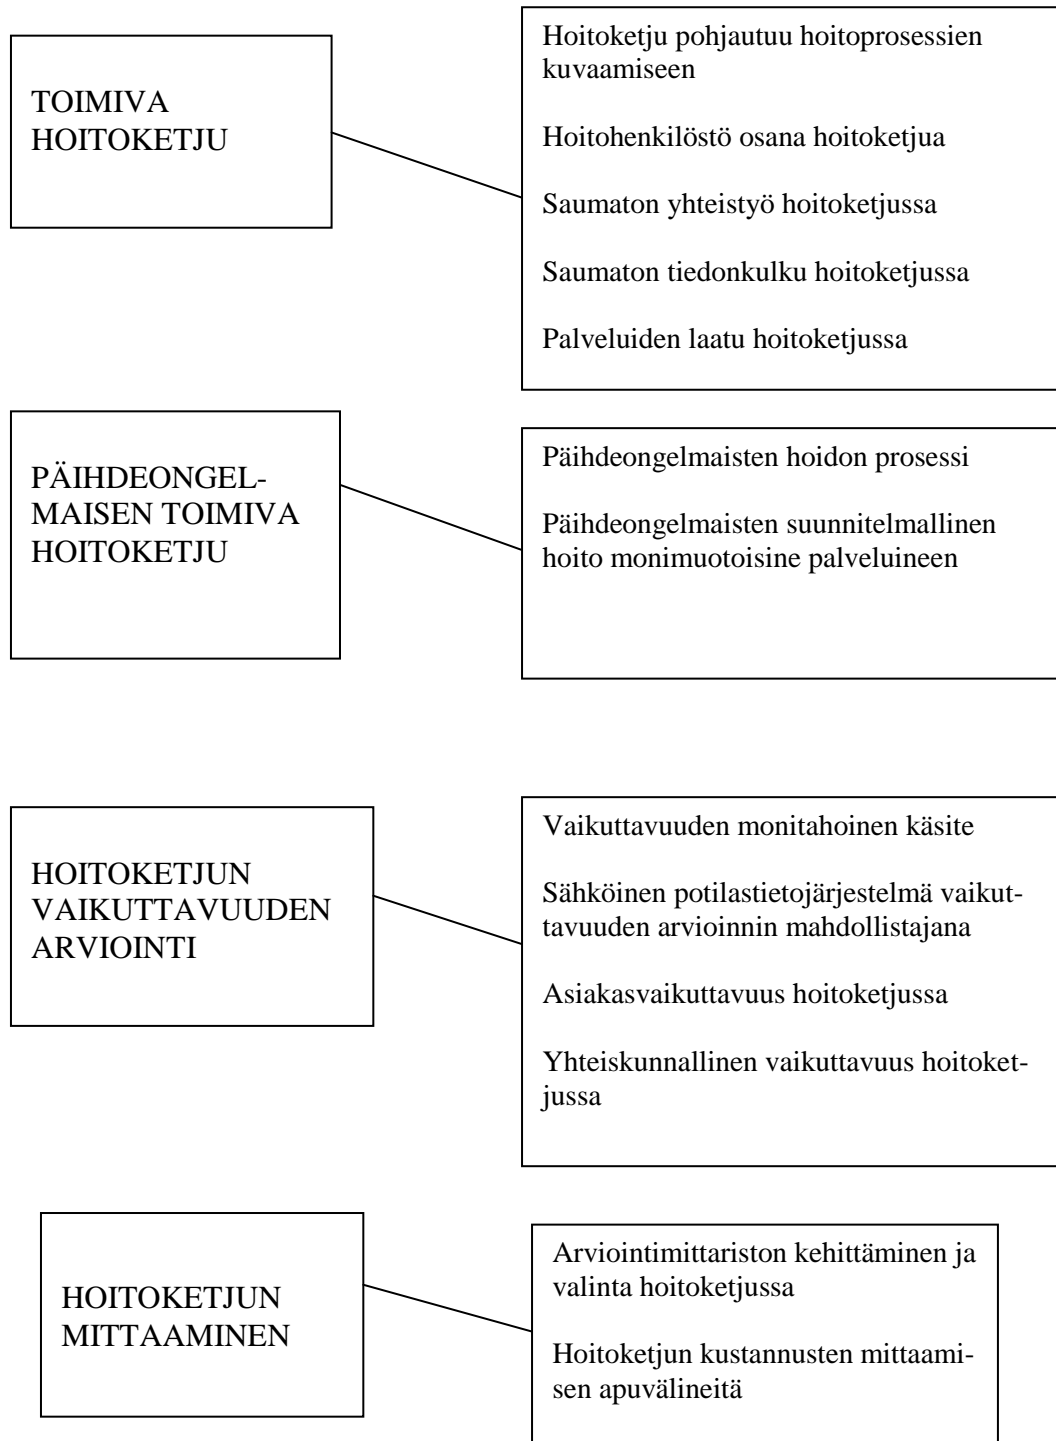 TOIMIVA
HOITOKETJU
Hoitoketju pohjautuu hoitoprosessien
kuvaamiseen
Hoitohenkilöstö osana hoitoketjua
Saumaton yhteistyö hoitoketjussa
Saumaton tiedonkulku hoitoketjussa
Palveluiden laatu hoitoketjussa
PÄIHDEONGEL-
MAISEN TOIMIVA
HOITOKETJU
Päihdeongelmaisten hoidon prosessi
Päihdeongelmaisten suunnitelmallinen
hoito monimuotoisine palveluineen
HOITOKETJUN
VAIKUTTAVUUDEN
ARVIOINTI
Vaikuttavuuden monitahoinen käsite
Sähköinen potilastietojärjestelmä vaikut-
tavuuden arvioinnin mahdollistajana
Asiakasvaikuttavuus hoitoketjussa
Yhteiskunnallinen vaikuttavuus hoitoket-
jussa
HOITOKETJUN
MITTAAMINEN
Arviointimittariston kehittäminen ja
valinta hoitoketjussa
Hoitoketjun kustannusten mittaami-
sen apuvälineitä